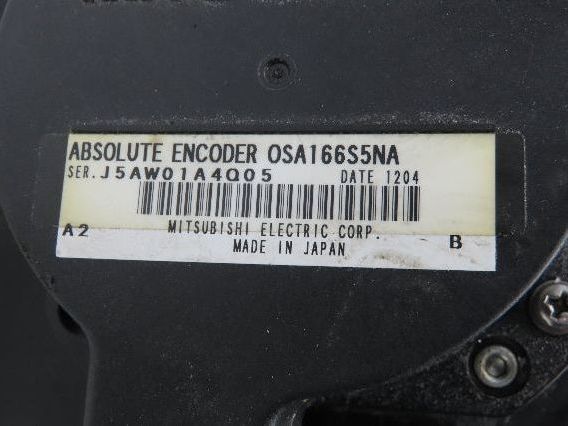 ABSOLUTE ENCODER OSA166S5NA
SER. J5AW01A4Q05 DATE 1204
A2 MITSUBISHI ELECTRIC CORP. B
MADE IN JAPAN